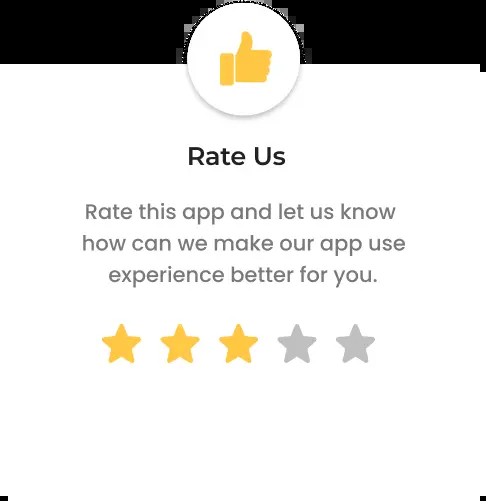 Rate Us
Rate this app and let us know
how can we make our app use
experience better for you.